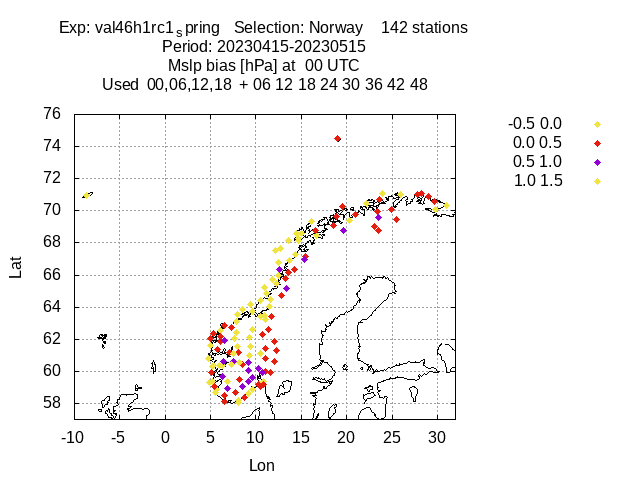 Exp: val46h1rc1spring Selection: Norway 142 stations
Period: 20230415-20230515
Mslp bias [hPa] at 00 UTC
Used 00,06,12,18 + 06 12 18 24 30 36 42 48
-0.5 0.0
0.0 0.5
0.5 1.0
1.0 1.5
76
74
72
70
68
66
64
62
60
58
Lat
-10 -5 0 5 10 15 20 25 30
Lon